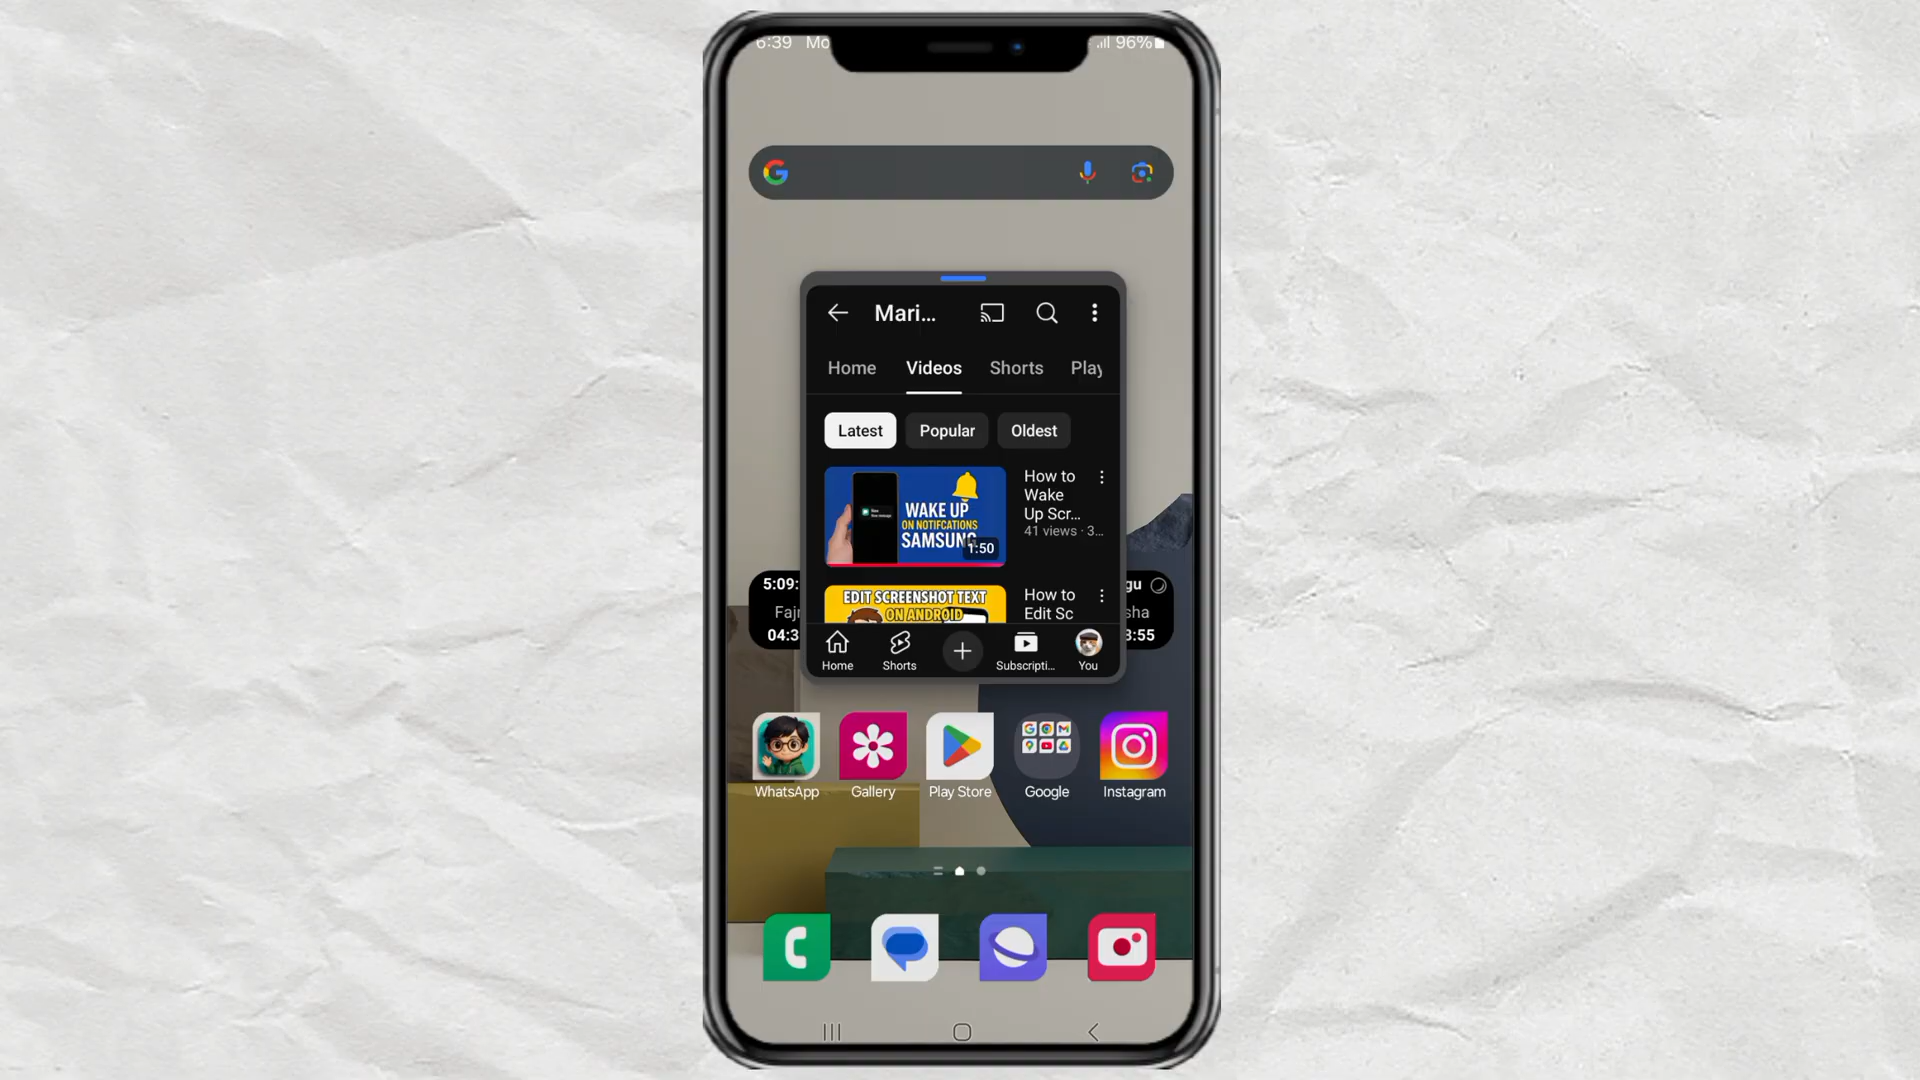 6:39 Mo 96%
Mari...
Home Videos Shorts Play
Latest Popular Oldest
WAKE UP
ON NOTIFCATIONS
SAMSUNG
1:50
How to
Wake
Up Scr...
41 views · 3...
EDIT SCREENSHOT TEXT
ON ANDROID
How to
Edit Sc
5:09:
Fajr
04:3
gu
sha
3:55
Home Shorts Subscripti... You
WhatsApp Gallery Play Store Google Instagram